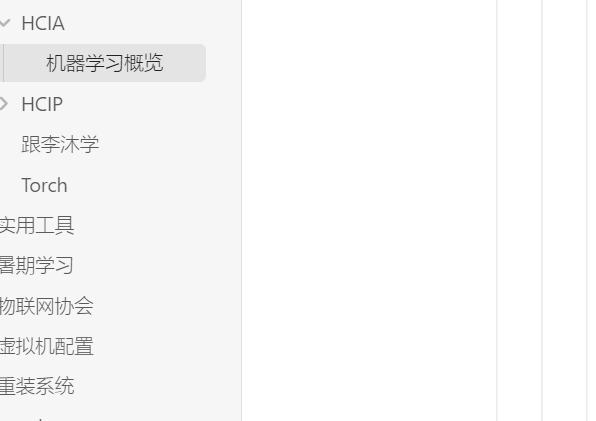 HCIA
机器学习概览
HCIP
跟李沐学
Torch
实用工具
暑期学习
物联网协会
虚拟机配置
重装系统